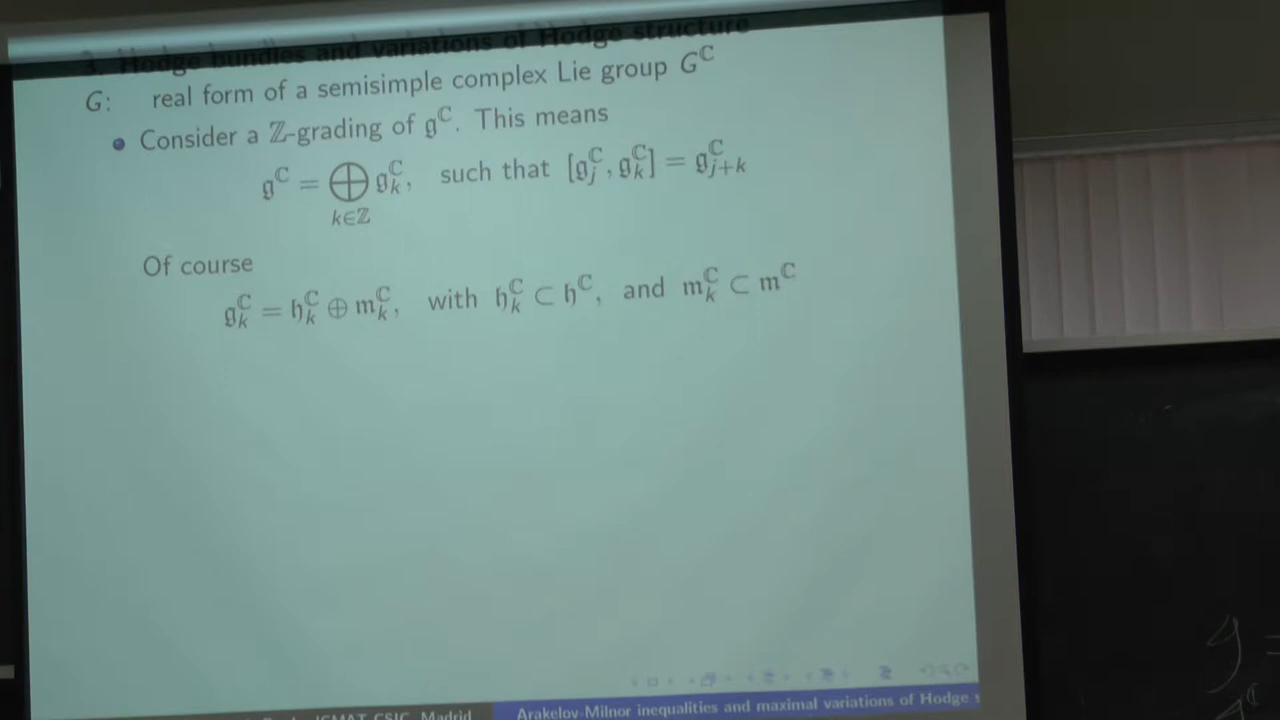 3. Hodge bundles and variations of Hodge structure
G: real form of a semisimple complex Lie group G^ℂ
• Consider a ℤ-grading of 𝔤^ℂ. This means
𝔤^ℂ = ⨁_{k∈ℤ} 𝔤_k^ℂ, such that [𝔤_j^ℂ, 𝔤_k^ℂ] = 𝔤_{j+k}^ℂ
Of course
𝔤_k^ℂ = 𝔥_k^ℂ ⊕ 𝔪_k^ℂ, with 𝔥_k^ℂ ⊂ 𝔥^ℂ, and 𝔪_k^ℂ ⊂ 𝔪^ℂ
ICMAT-CSIC, Madrid
Arakelov-Milnor inequalities and maximal variations of Hodge s